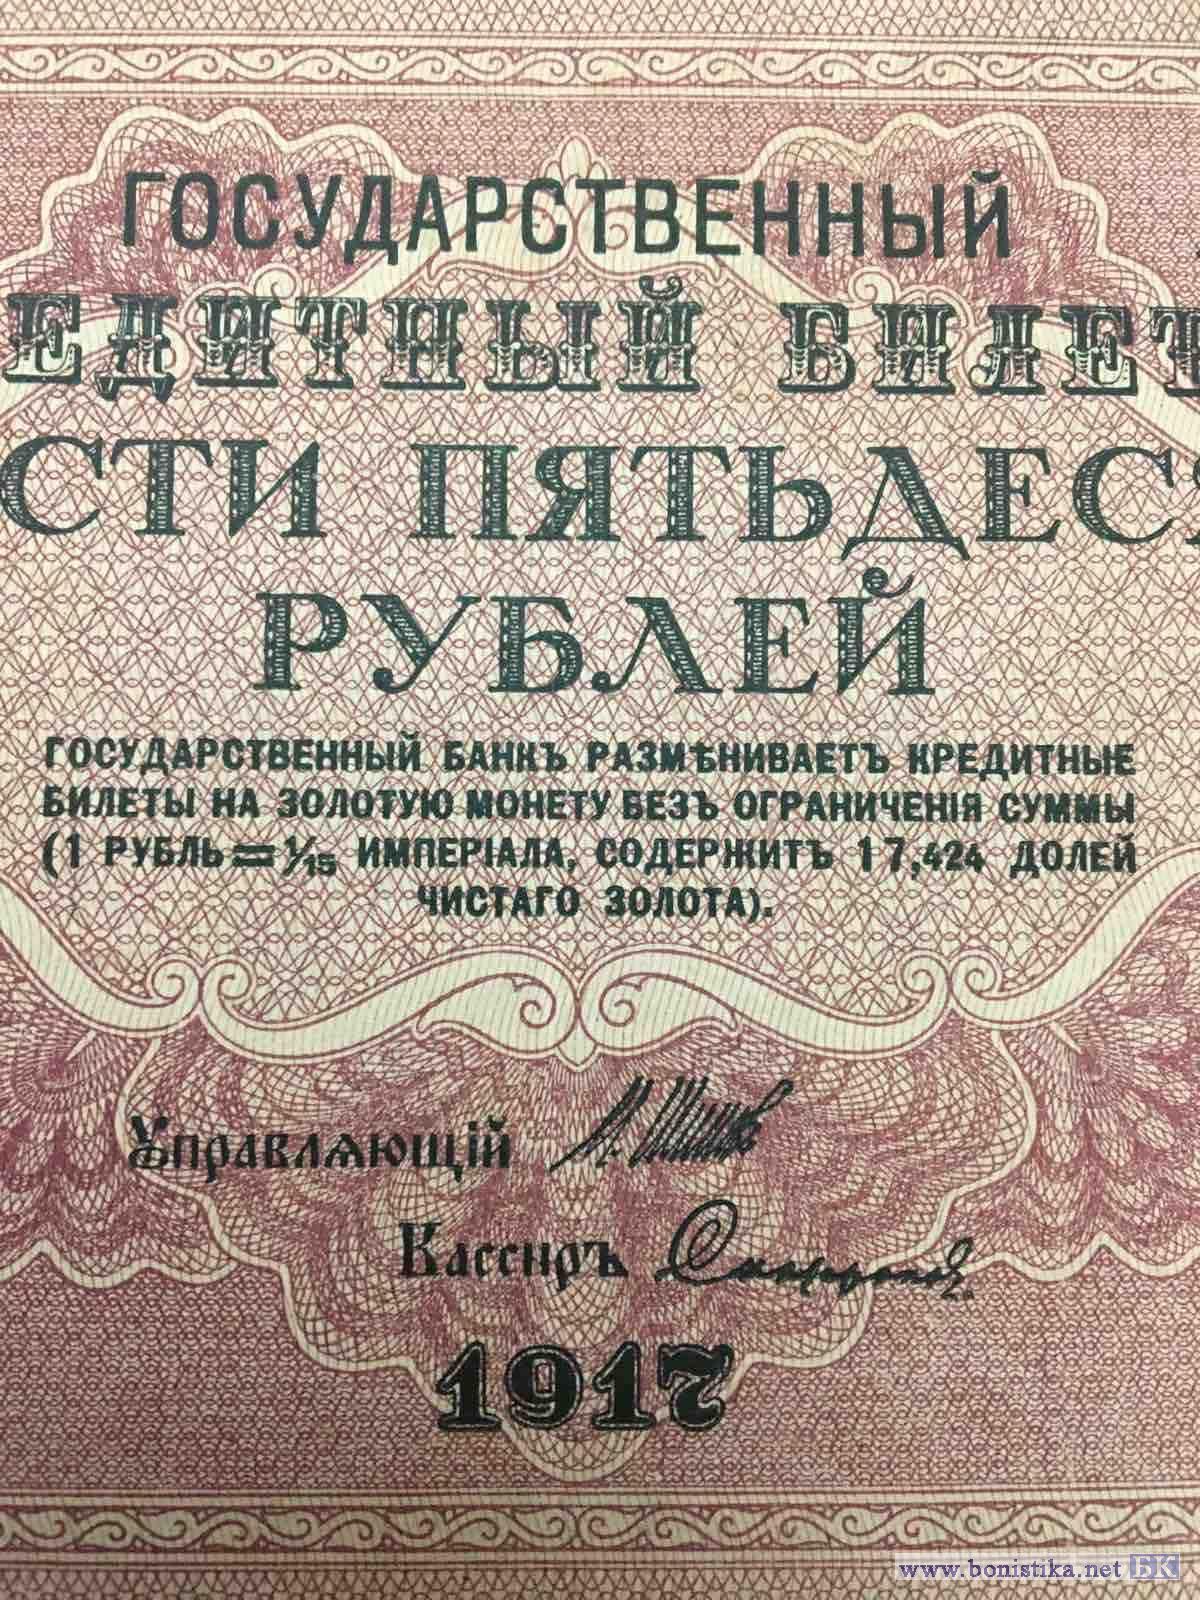 ГОСУДАРСТВЕННЫЙ
ЕДИТНЫЙ БИЛЕТ
СТИ ПЯТЬДЕС
РУБЛЕЙ
ГОСУДАРСТВЕННЫЙ БАНКЪ РАЗМѢНИВАЕТЪ КРЕДИТНЫЕ
БИЛЕТЫ НА ЗОЛОТУЮ МОНЕТУ БЕЗЪ ОГРАНИЧЕНІЯ СУММЫ
(1 РУБЛЬ = 1/15 ИМПЕРІАЛА, СОДЕРЖИТЪ 17,424 ДОЛЕЙ
ЧИСТАГО ЗОЛОТА).
Управляющій
Кассиръ
1917
www.bonistika.net БК